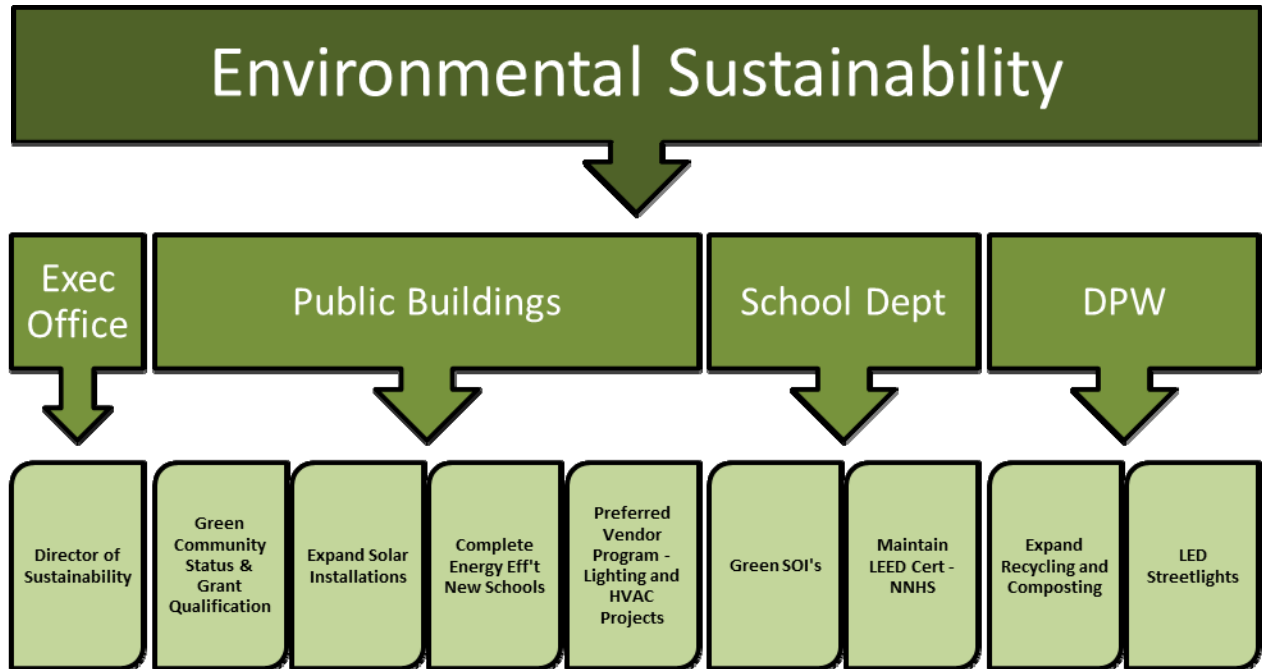 Environmental Sustainability
Exec
Office
Public Buildings
School Dept
DPW
Director of
Sustainability
Green
Community
Status &
Grant
Qualification
Expand Solar
Installations
Complete
Energy Eff't
New Schools
Preferred
Vendor
Program -
Lighting and
HVAC
Projects
Green SOI's
Maintain
LEED Cert -
NNHS
Expand
Recycling and
Composting
LED
Streetlights